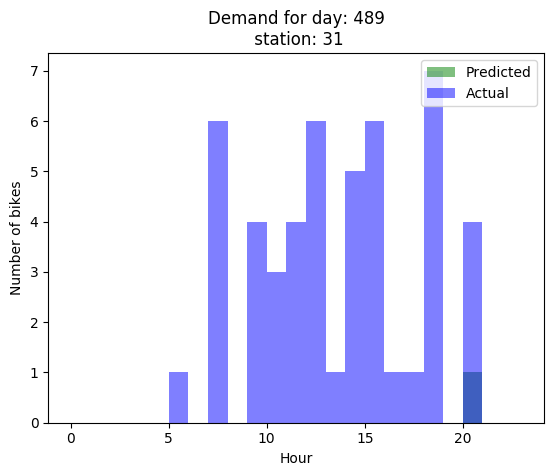 Demand for day: 489
station: 31
Predicted
Actual
Number of bikes
7
6
5
4
3
2
1
0
0
5
10
15
20
Hour